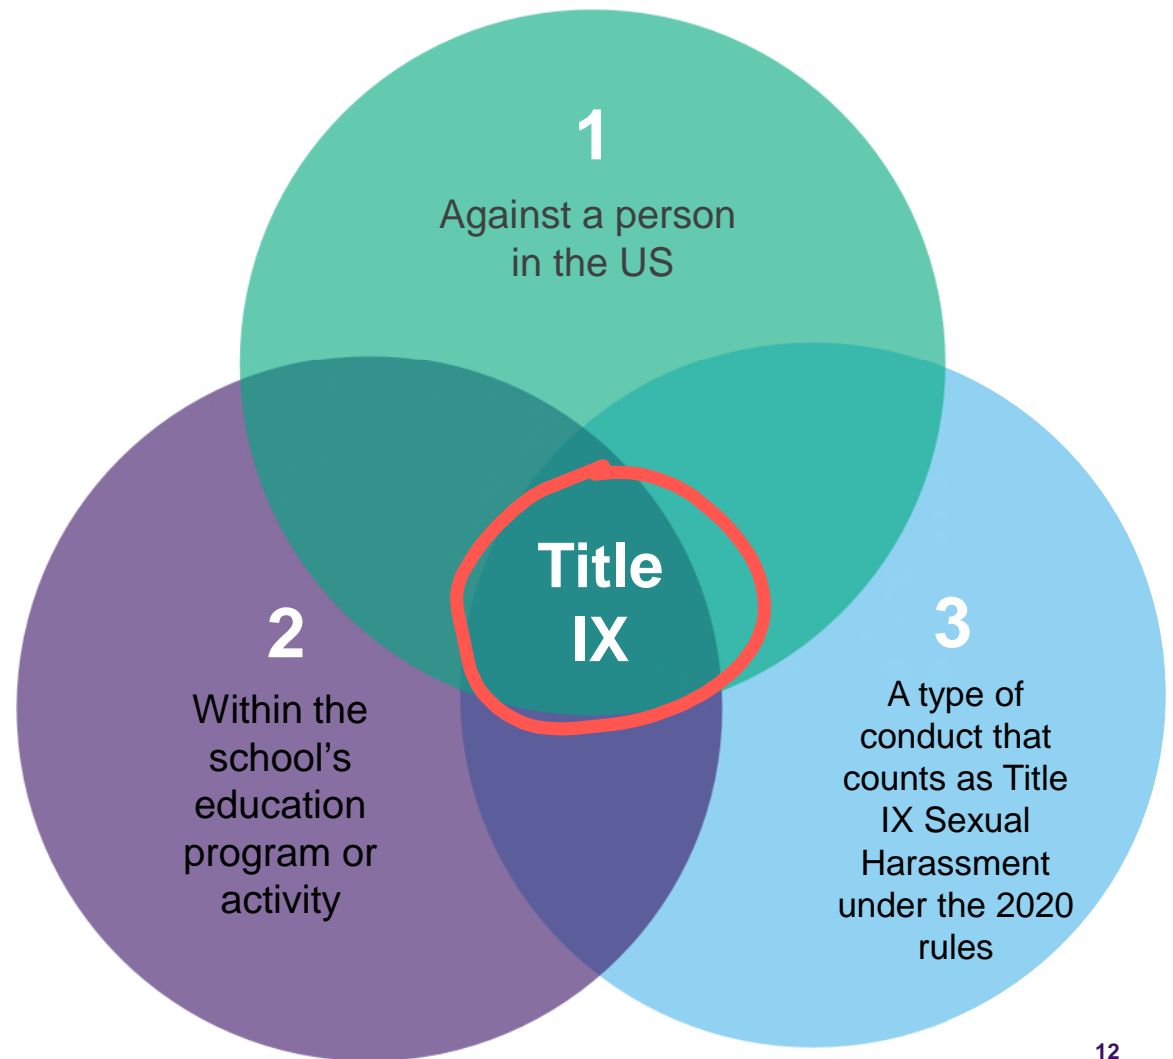 1
Against a person
in the US
Title
IX
2
Within the
school’s
education
program or
activity
3
A type of
conduct that
counts as Title
IX Sexual
Harassment
under the 2020
rules
12